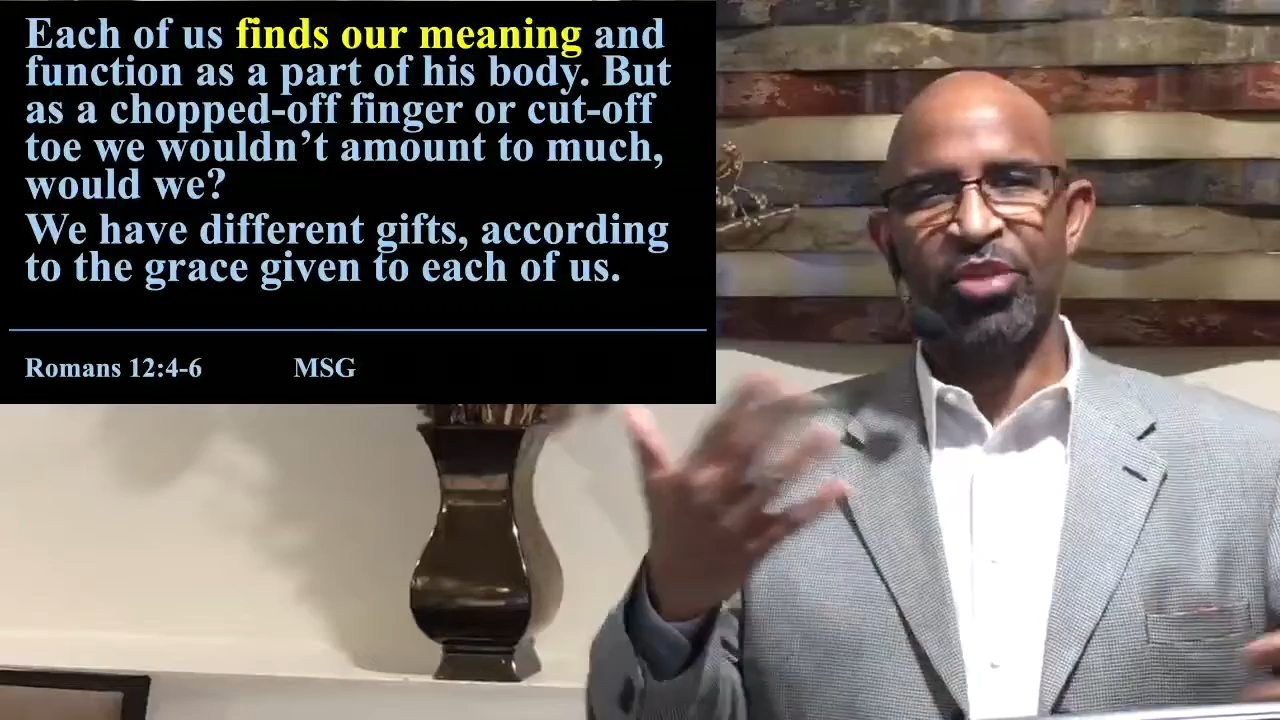 Each of us finds our meaning and
function as a part of his body. But
as a chopped-off finger or cut-off
toe we wouldn’t amount to much,
would we?
We have different gifts, according
to the grace given to each of us.
Romans 12:4-6 MSG